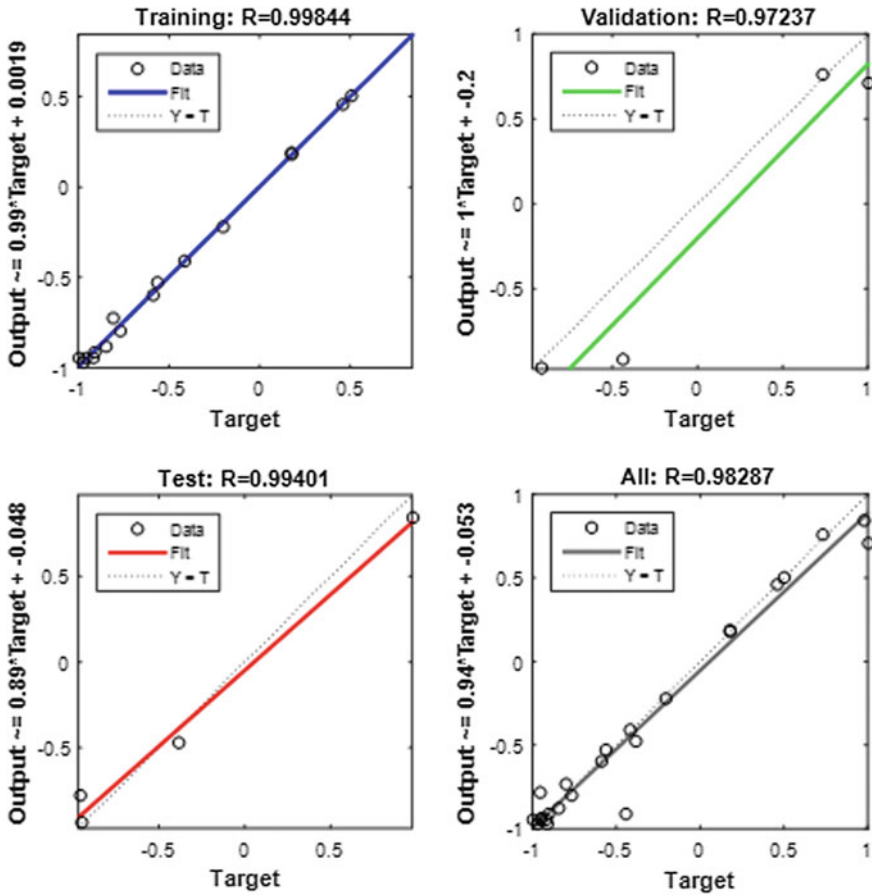 Training: R=0.99844
Output ~= 0.99*Target + 0.0019
Data
Fit
Y = T
0.5
0
-0.5
-1
-1
-0.5
0
0.5
Target
Validation: R=0.97237
Output ~= 1*Target + -0.2
Data
Fit
Y = T
1
0.5
0
-0.5
-0.5
0
0.5
1
Target
Test: R=0.99401
Output ~= 0.89*Target + -0.048
Data
Fit
Y = T
0.5
0
-0.5
-0.5
0
0.5
Target
All: R=0.98287
Output ~= 0.94*Target + -0.053
Data
Fit
Y = T
1
0.5
0
-0.5
-1
-1
-0.5
0
0.5
1
Target